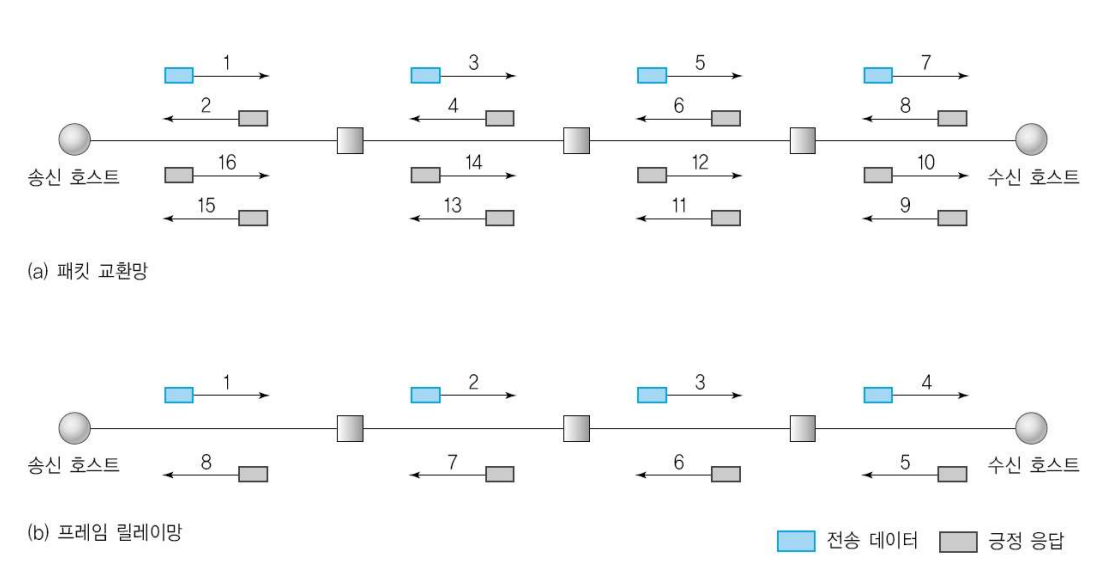 1 3 5 7
2 4 6 8
16 14 12 10
송신 호스트 수신 호스트
15 13 11 9
(a) 패킷 교환망
1 2 3 4
송신 호스트 수신 호스트
8 7 6 5
(b) 프레임 릴레이망
전송 데이터 긍정 응답